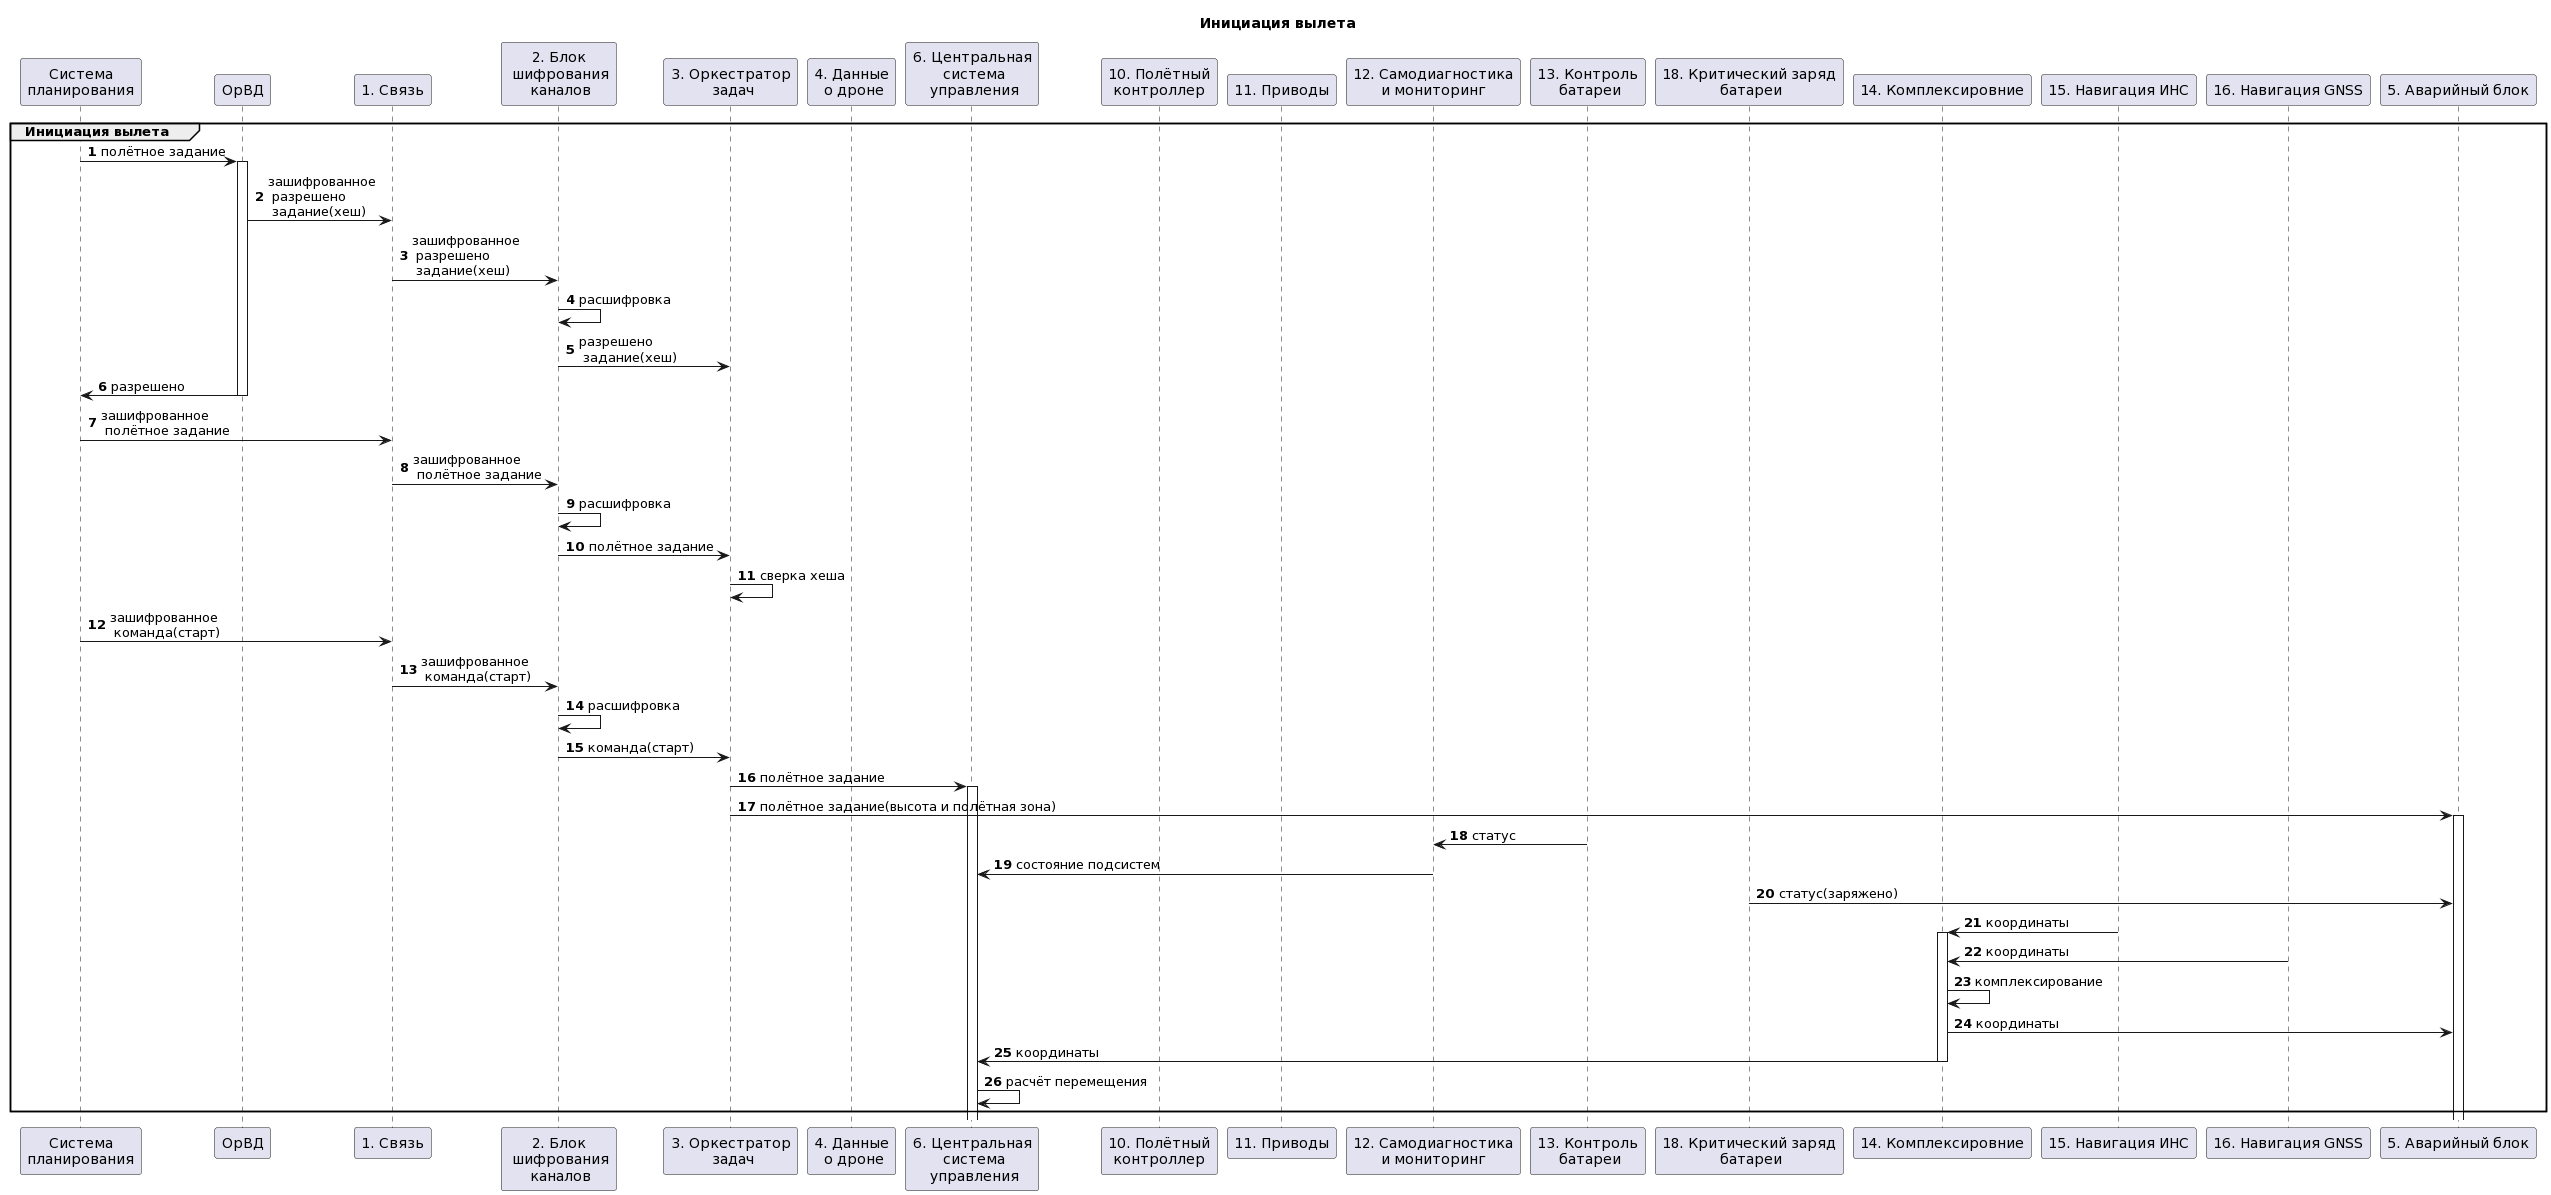 Инициация вылета
Система
планирования
ОрВД
1. Связь
2. Блок
шифрования
каналов
3. Оркестратор
задач
4. Данные
о дроне
6. Центральная
система
управления
10. Полётный
контроллер
11. Приводы
12. Самодиагностика
и мониторинг
13. Контроль
батареи
18. Критический заряд
батареи
14. Комплексировние
15. Навигация ИНС
16. Навигация GNSS
5. Аварийный блок
Инициация вылета
1 полётное задание
зашифрованное
2 разрешено
задание(хеш)
зашифрованное
3 разрешено
задание(хеш)
4 расшифровка
5 разрешено
задание(хеш)
6 разрешено
7 зашифрованное
полётное задание
8 зашифрованное
полётное задание
9 расшифровка
10 полётное задание
11 сверка хеша
12 зашифрованное
команда(старт)
13 зашифрованное
команда(старт)
14 расшифровка
15 команда(старт)
16 полётное задание
17 полётное задание(высота и полётная зона)
18 статус
19 состояние подсистем
20 статус(заряжено)
21 координаты
22 координаты
23 комплексирование
24 координаты
25 координаты
26 расчёт перемещения
Система
планирования
ОрВД
1. Связь
2. Блок
шифрования
каналов
3. Оркестратор
задач
4. Данные
о дроне
6. Центральная
система
управления
10. Полётный
контроллер
11. Приводы
12. Самодиагностика
и мониторинг
13. Контроль
батареи
18. Критический заряд
батареи
14. Комплексировние
15. Навигация ИНС
16. Навигация GNSS
5. Аварийный блок